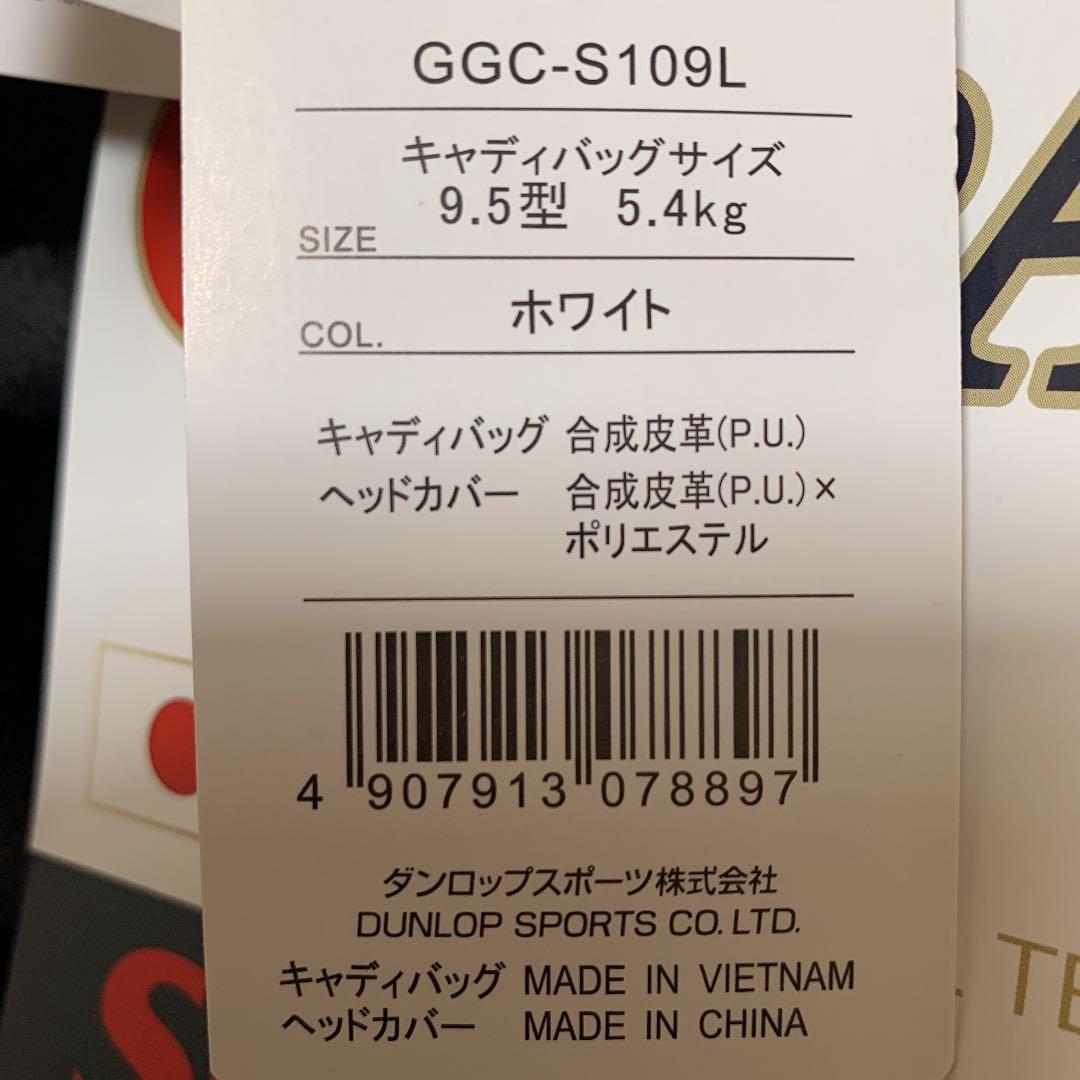 GGC-S109L
キャディバッグサイズ
9.5型 5.4kg
SIZE
ホワイト
COL.
キャディバッグ 合成皮革(P.U.)
ヘッドカバー 合成皮革(P.U.)×
ポリエステル
4 907913 078897
ダンロップスポーツ株式会社
DUNLOP SPORTS CO. LTD.
キャディバッグ MADE IN VIETNAM
ヘッドカバー MADE IN CHINA